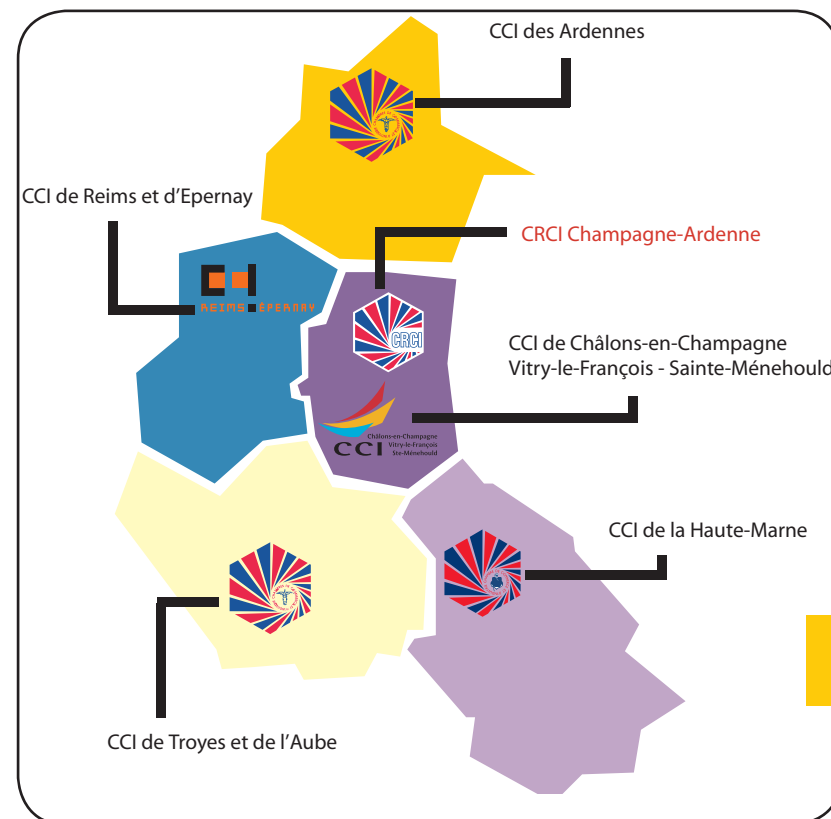 CCI des Ardennes
CCI de Reims et d'Epernay
CRCI Champagne-Ardenne
REIMS ÉPERNAY
CRCI
CCI de Châlons-en-Champagne
Vitry-le-François - Sainte-Ménehould
Châlons-en-Champagne
Vitry-le-François
Ste-Ménehould
CCI
CCI de la Haute-Marne
CCI de Troyes et de l'Aube